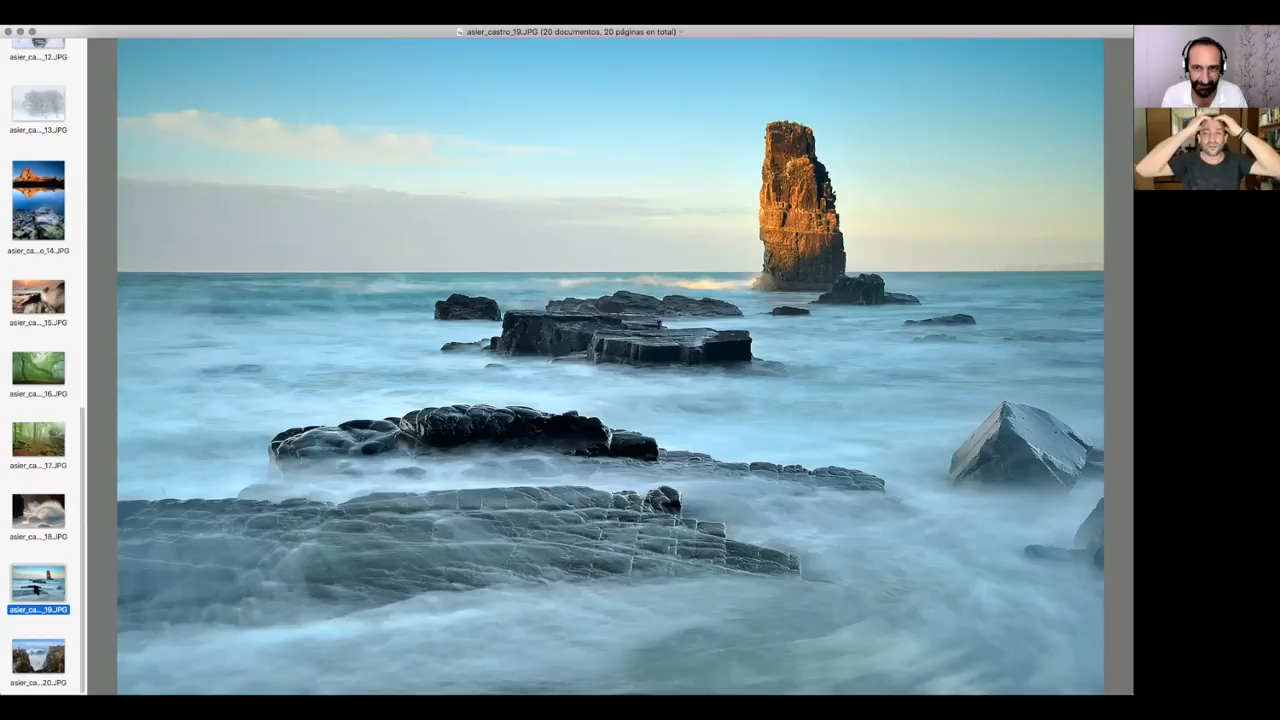 asier_castro_19.JPG (20 documentos, 20 páginas en total)
asier_ca..._12.JPG
asier_ca..._13.JPG
asier_ca...o_14.JPG
asier_ca..._15.JPG
asier_ca..._16.JPG
asier_ca..._17.JPG
asier_ca..._18.JPG
asier_ca..._19.JPG
asier_ca...20.JPG